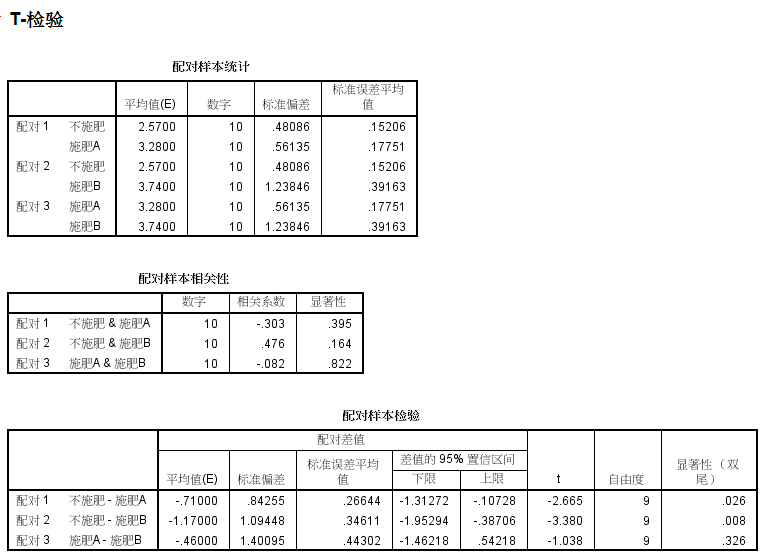 T-检验
配对样本统计
平均值(E) 数字 标准偏差 标准误差平均值
配对 1 不施肥 2.5700 10 .48086 .15206
施肥A 3.2800 10 .56135 .17751
配对 2 不施肥 2.5700 10 .48086 .15206
施肥B 3.7400 10 1.23846 .39163
配对 3 施肥A 3.2800 10 .56135 .17751
施肥B 3.7400 10 1.23846 .39163
配对样本相关性
数字 相关系数 显著性
配对 1 不施肥 & 施肥A 10 -.303 .395
配对 2 不施肥 & 施肥B 10 .476 .164
配对 3 施肥A & 施肥B 10 -.082 .822
配对样本检验
配对差值
差值的 95% 置信区间
平均值(E) 标准偏差 标准误差平均值 下限 上限 t 自由度 显著性（双尾）
配对 1 不施肥 - 施肥A -.71000 .84255 .26644 -1.31272 -.10728 -2.665 9 .026
配对 2 不施肥 - 施肥B -1.17000 1.09448 .34611 -1.95294 -.38706 -3.380 9 .008
配对 3 施肥A - 施肥B -.46000 1.40095 .44302 -1.46218 .54218 -1.038 9 .326